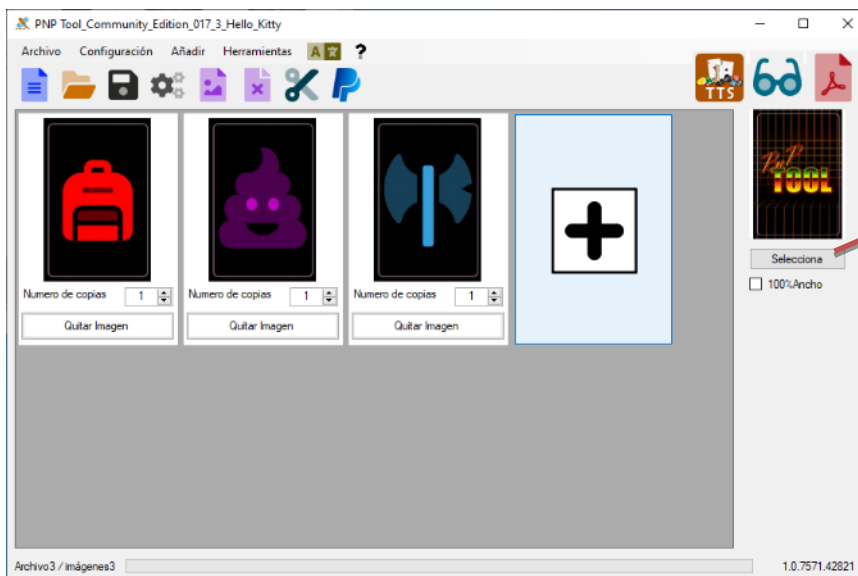 PNP Tool_Community_Edition_017_3_Hello_Kitty
Archivo Configuración Añadir Herramientas A ?
TTS
PnP
TOOL
Numero de copias 1
Numero de copias 1
Numero de copias 1
Quitar Imagen
Quitar Imagen
Quitar Imagen
Selecciona
100%Ancho
Archivo3 / imágenes3
1.0.7571.42821